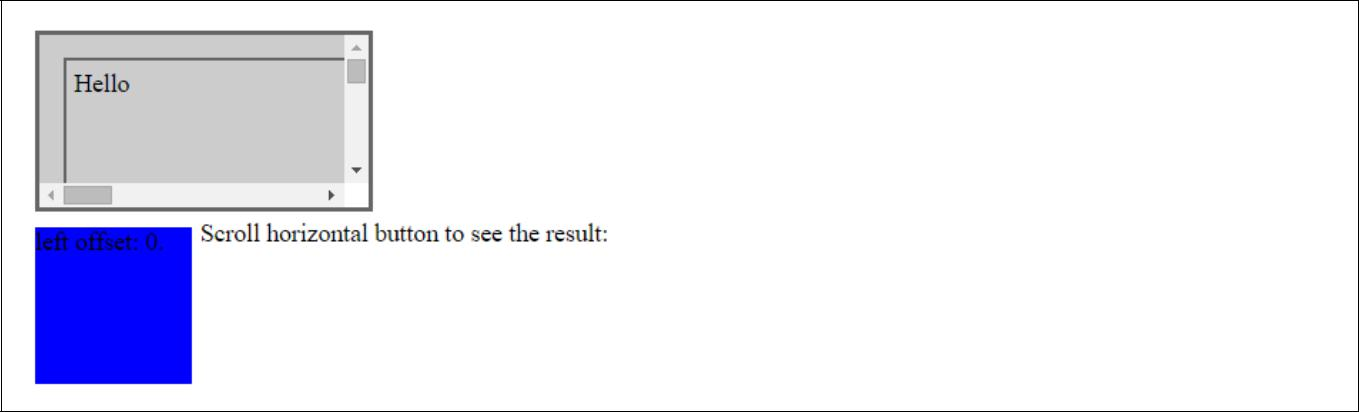 Hello
Scroll horizontal button to see the result:
left offset: 0.